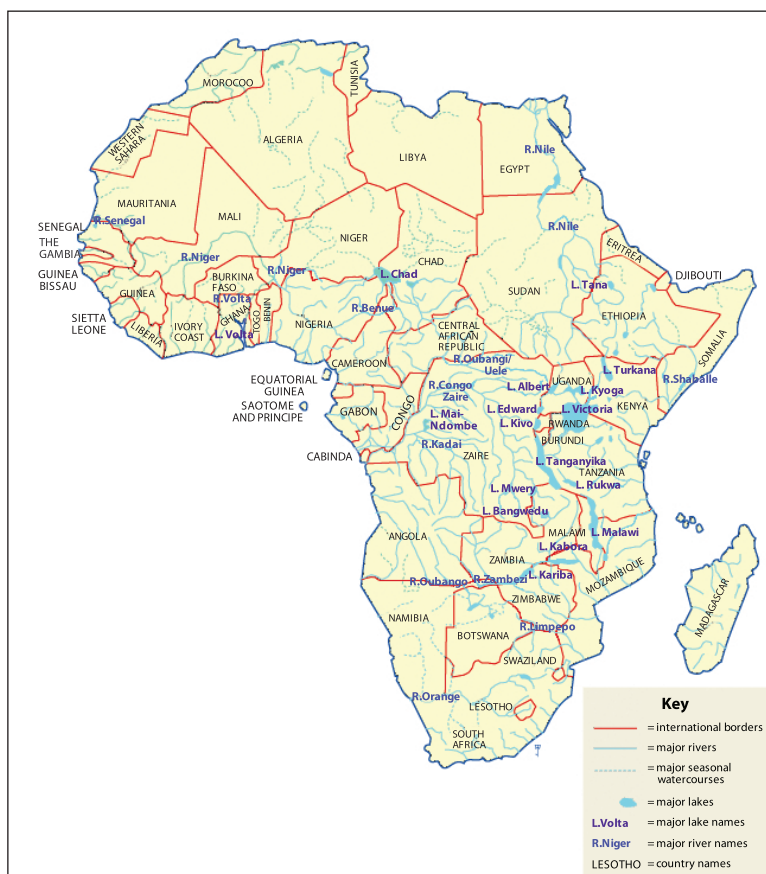 MOROCOO
TUNISIA
WESTERN
SAHARA
ALGERIA
LIBYA
EGYPT
R.Nile
MAURITANIA
R.Senegal
MALI
NIGER
CHAD
R.Nile
SENEGAL
THE
GAMBIA
GUINEA
BISSAU
SIETTA
LEONE
R.Niger
R.Niger
L.Chad
SUDAN
ERITREA
DJIBOUTI
L.Tana
ETHIOPIA
SOMALIA
GUINEA
BURKINA
FASO
R.Volta
GHANA
TOGO
BENIN
LIBERIA
IVORY
COAST
L.Volta
NIGERIA
R.Benue
CENTRAL
AFRICAN
REPUBLIC
R.Oubangi/
Uele
CAMEROON
EQUATORIAL
GUINEA
SAOTOME
AND PRINCIPE
GABON
CONGO
R.Congo
Zaire
L.Albert
UGANDA
L.Turkana
L.Kyoga
R.Shaballe
KENYA
L.Mai-
Ndombe
L.Edward
L.Victoria
L.Kivo
RWANDA
BURUNDI
CABINDA
R.Kadai
ZAIRE
L.Tanganyika
TANZANIA
L.Rukwa
L.Mwery
L.Bangwedu
ANGOLA
MALAWI
L.Malawi
L.Kabora
ZAMBIA
R.Oubango
R.Zambezi
L.Kariba
MOZAMBIQUE
ZIMBABWE
NAMIBIA
BOTSWANA
R.Limpepo
MADAGASCAR
SWAZILAND
R.Orange
LESOTHO
SOUTH
AFRICA
Key
= international borders
= major rivers
= major seasonal
watercourses
= major lakes
L.Volta = major lake names
R.Niger = major river names
LESOTHO = country names